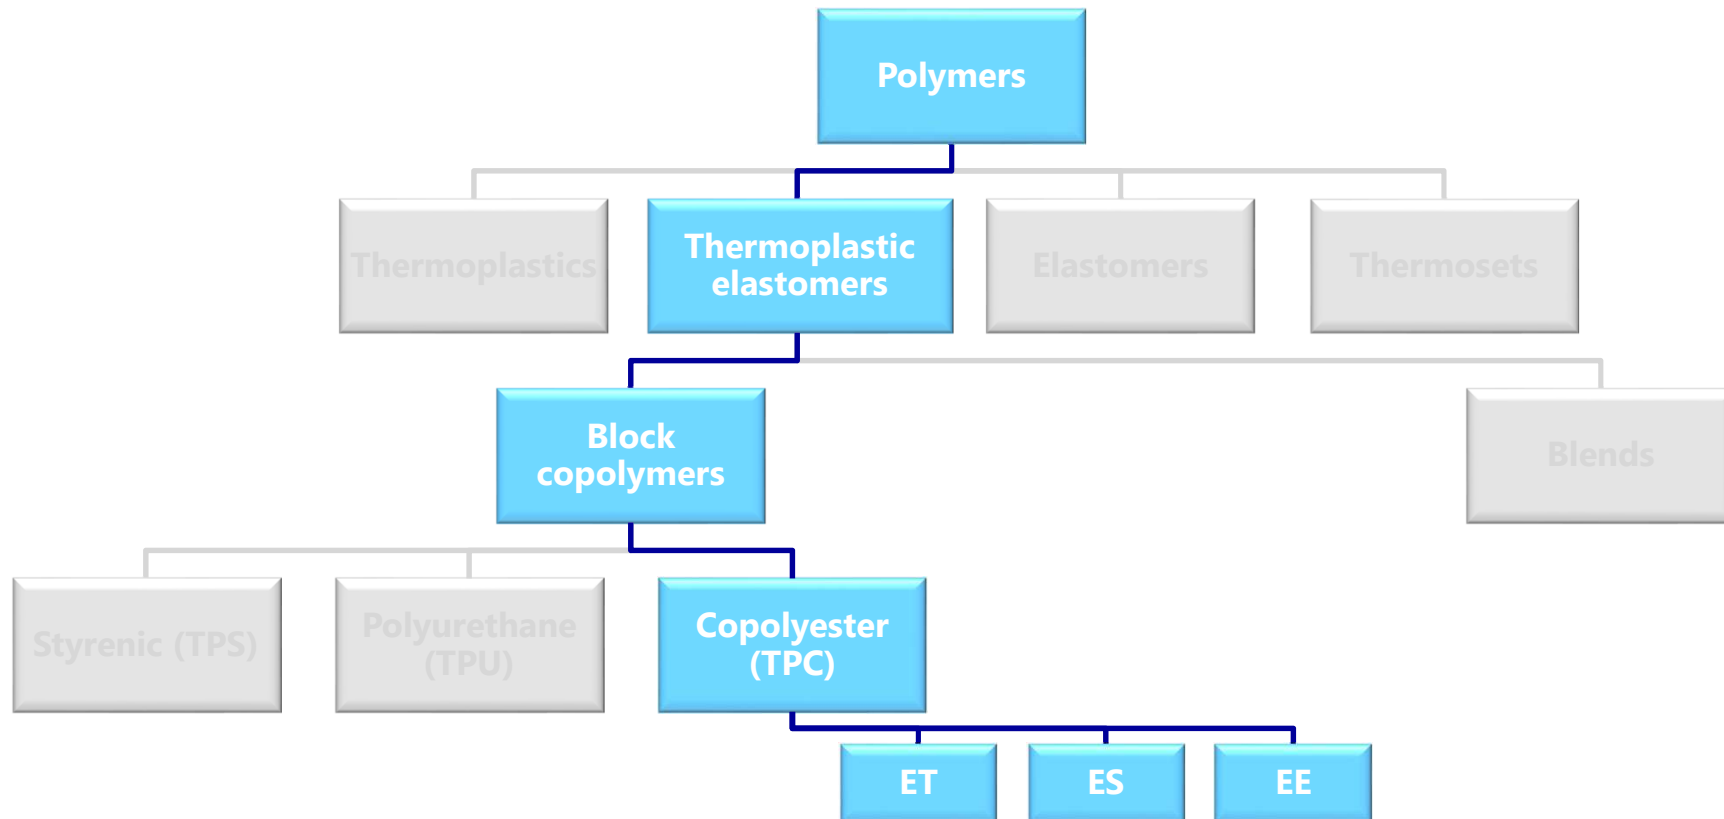 Polymers
Thermoplastics
Thermoplastic
elastomers
Elastomers
Thermosets
Block
copolymers
Blends
Styrenic (TPS)
Polyurethane
(TPU)
Copolyester
(TPC)
ET
ES
EE